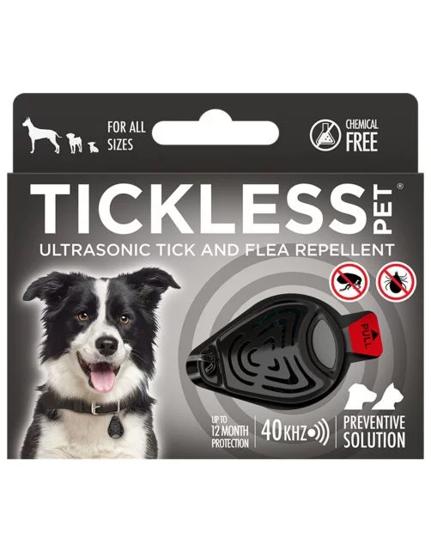 FOR ALL
SIZES
CHEMICAL
FREE
TICKLESS PET®
ULTRASONIC TICK AND FLEA REPELLENT
PULL
UP TO
12 MONTH
PROTECTION
40KHZ
PREVENTIVE
SOLUTION